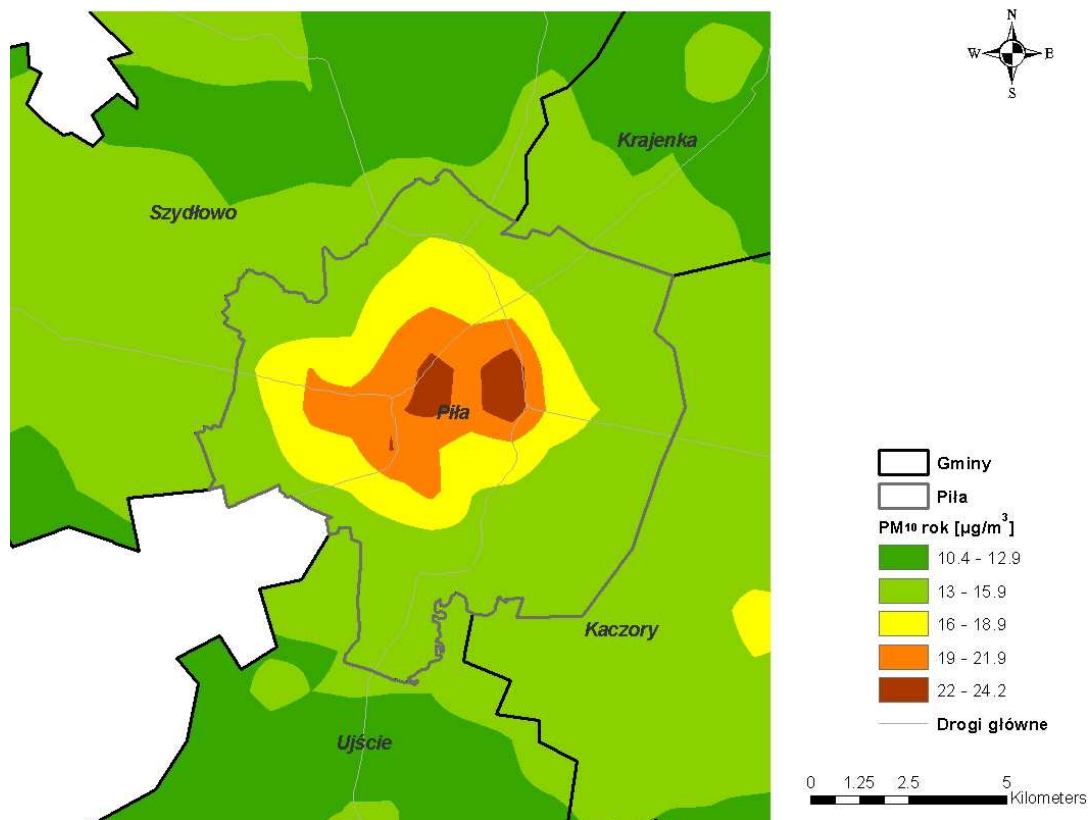 N
W E
S
Krajenka
Szydłowo
Piła
Kaczory
Ujście
Gminy
Piła
PM10 rok [µg/m³]
10.4 - 12.9
13 - 15.9
16 - 18.9
19 - 21.9
22 - 24.2
Drogi główne
0 1.25 2.5 5
Kilometers